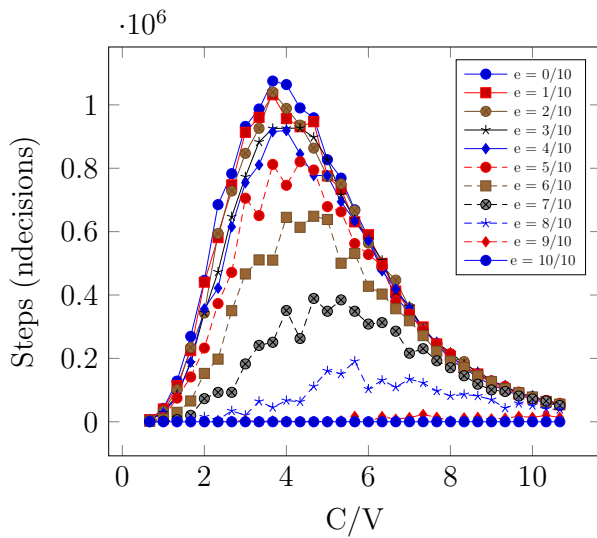 ·10^6
1
0.8
0.6
0.4
0.2
0
0 2 4 6 8 10
C/V
Steps (ndecisions)
e = 0/10
e = 1/10
e = 2/10
e = 3/10
e = 4/10
e = 5/10
e = 6/10
e = 7/10
e = 8/10
e = 9/10
e = 10/10